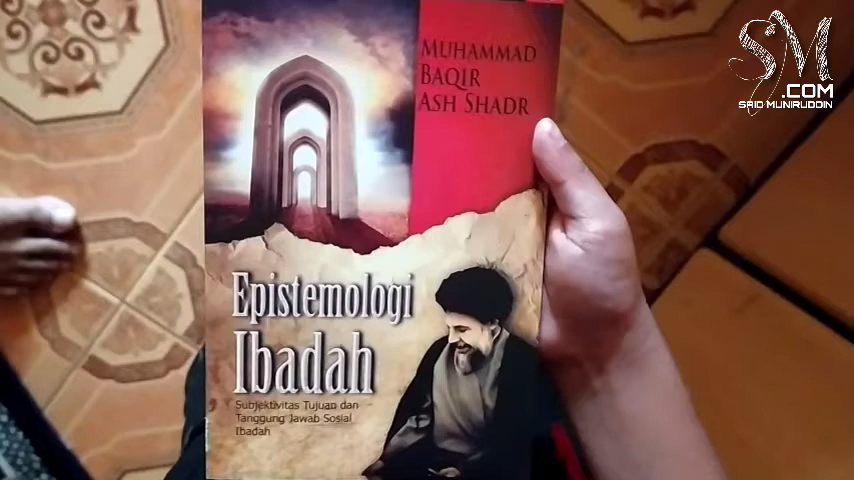 MUHAMMAD
BAQIR
ASH SHADR
Epistemologi
Ibadah
Subjektivitas Tujuan dan
Tanggung Jawab Sosial
Ibadah
SM
.COM
SAID MUNIRUDDIN